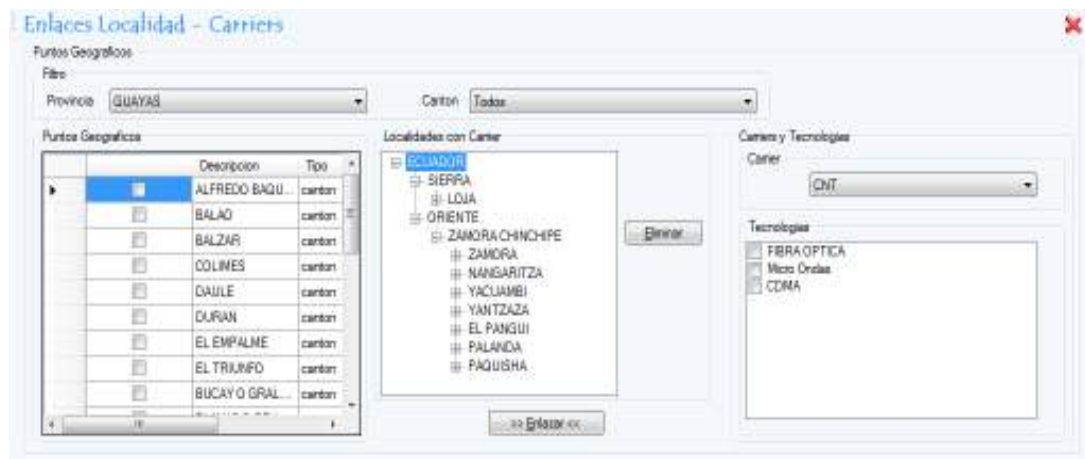 Enlaces Localidad - Carriers
Puntos Geograficos
Filtro
Provincia GUAYAS Canton Todos
Puntos Geograficos
Descripcion Tipo
ALFREDO BAQU... canton
BALAO canton
BALZAR canton
COLIMES canton
DAULE canton
DURAN canton
EL EMPALME canton
EL TRIUNFO canton
BUCAY O GRAL... canton
Localidades con Carrier
ECUADOR
SIERRA
LOJA
ORIENTE
ZAMORA CHINCHIPE
ZAMORA
NANGARITZA
YACUAMBI
YANTZAZA
EL PANGUI
PALANDA
PAQUISHA
Eliminar
>> Enlazar <<
Carriers y Tecnologias
Carrier
CNT
Tecnologias
FIBRA OPTICA
Micro Ondas
CDMA